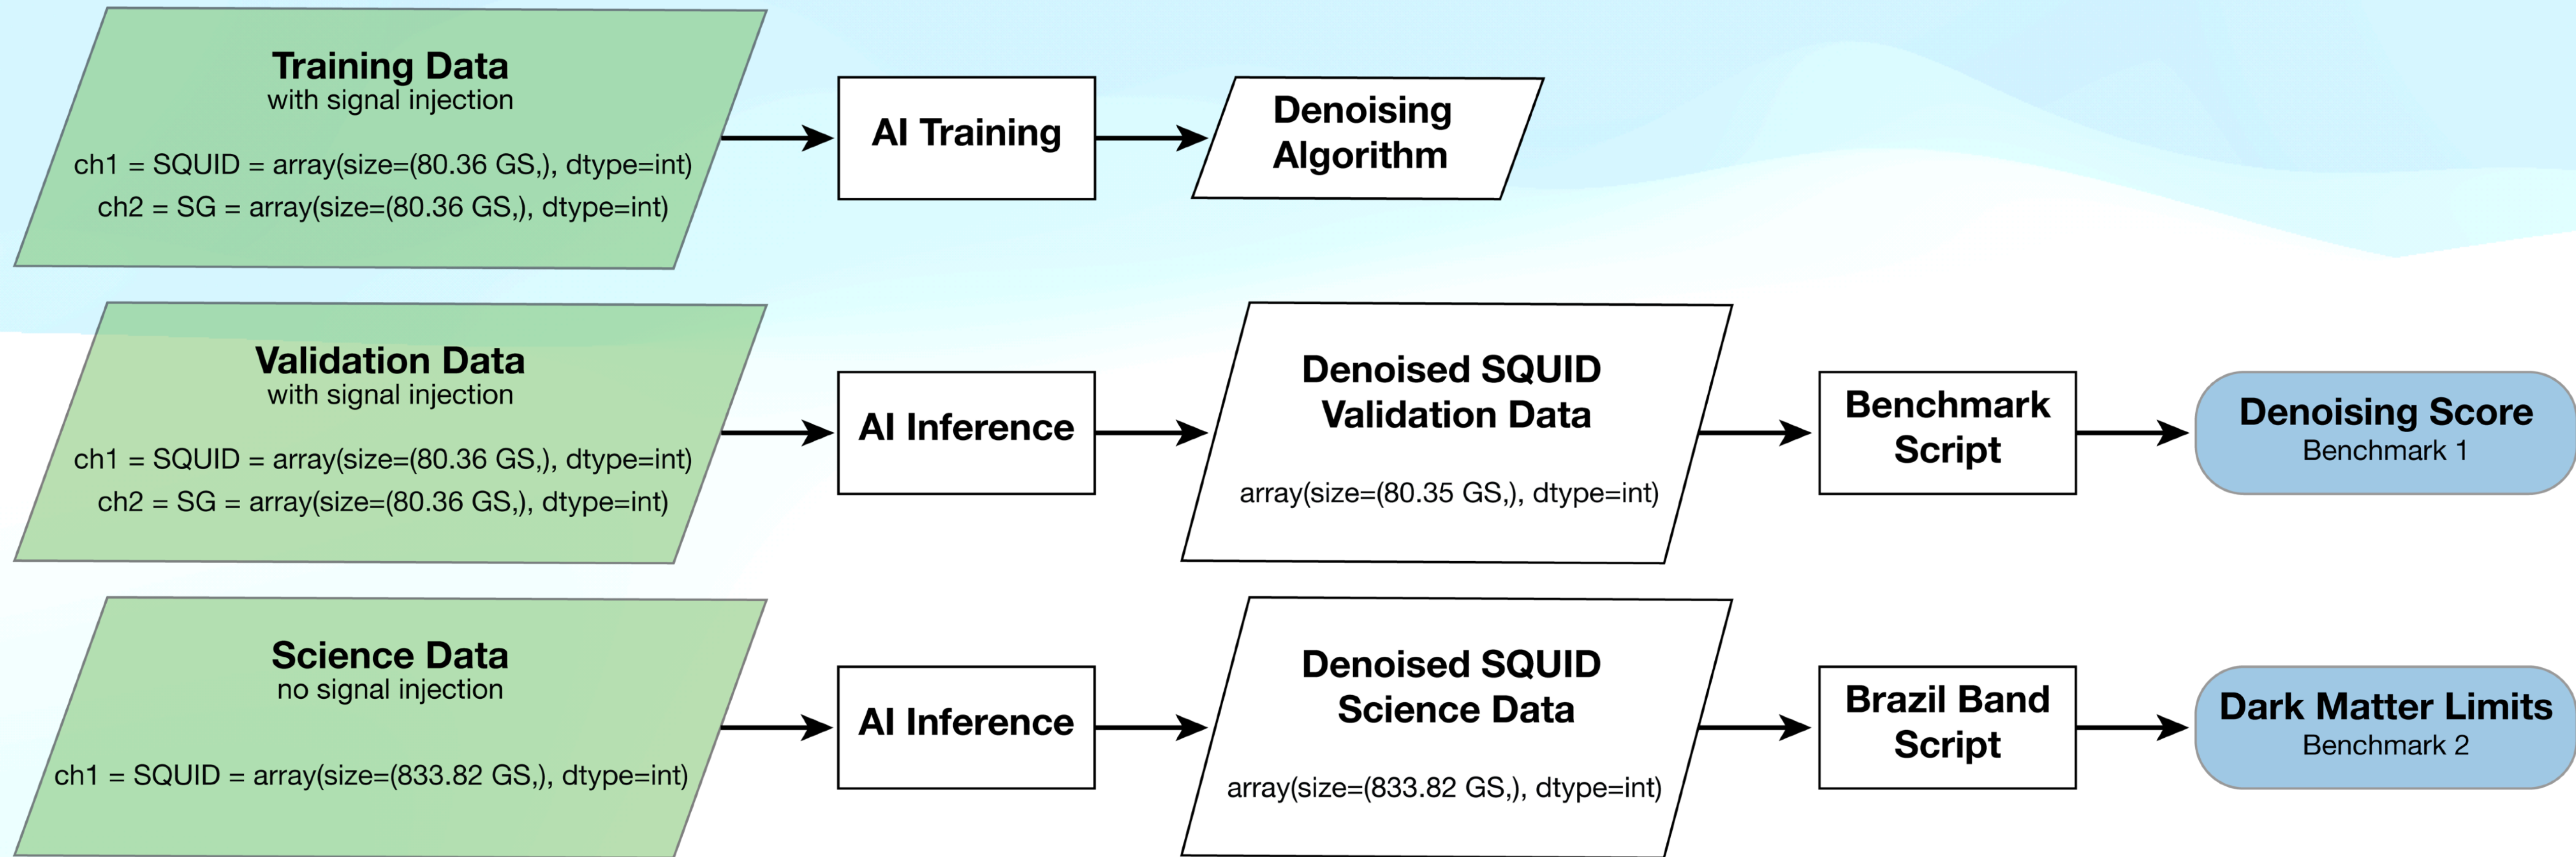 Training Data
with signal injection
ch1 = SQUID = array(size=(80.36 GS,), dtype=int)
ch2 = SG = array(size=(80.36 GS,), dtype=int)
AI Training
Denoising
Algorithm
Validation Data
with signal injection
ch1 = SQUID = array(size=(80.36 GS,), dtype=int)
ch2 = SG = array(size=(80.36 GS,), dtype=int)
AI Inference
Denoised SQUID
Validation Data
array(size=(80.35 GS,), dtype=int)
Benchmark
Script
Denoising Score
Benchmark 1
Science Data
no signal injection
ch1 = SQUID = array(size=(833.82 GS,), dtype=int)
AI Inference
Denoised SQUID
Science Data
array(size=(833.82 GS,), dtype=int)
Brazil Band
Script
Dark Matter Limits
Benchmark 2